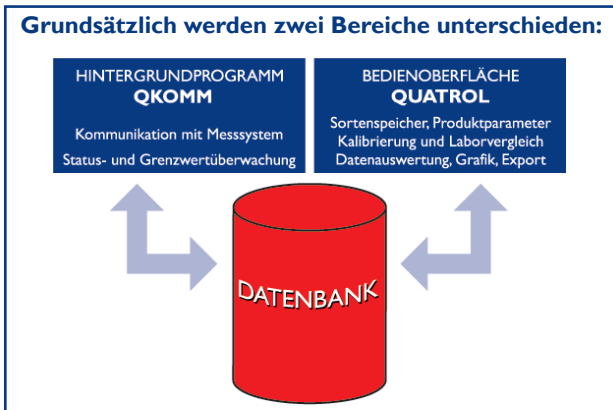 Grundsätzlich werden zwei Bereiche unterschieden:
HINTERGRUNDPROGRAMM
QKOMM
Kommunikation mit Messsystem
Status- und Grenzwertüberwachung
BEDIENOBERFLÄCHE
QUATROL
Sortenspeicher, Produktparameter
Kalibrierung und Laborvergleich
Datenauswertung, Grafik, Export
DATENBANK